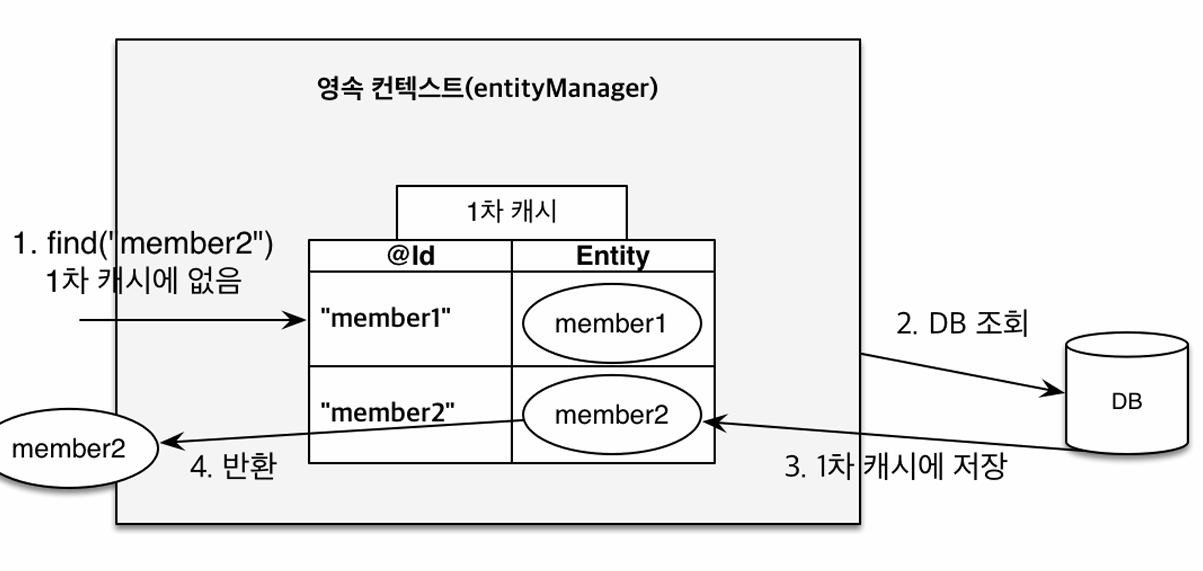 영속 컨텍스트(entityManager)
1차 캐시
1. find("member2")
1차 캐시에 없음
@Id
Entity
"member1"
member1
2. DB 조회
DB
"member2"
member2
member2
4. 반환
3. 1차 캐시에 저장